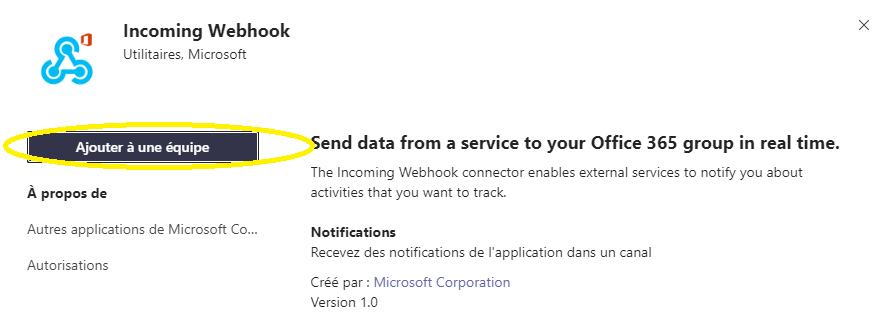 Incoming Webhook
Utilitaires, Microsoft
Ajouter à une équipe
Send data from a service to your Office 365 group in real time.
The Incoming Webhook connector enables external services to notify you about
activities that you want to track.
À propos de
Notifications
Autres applications de Microsoft Co...
Recevez des notifications de l'application dans un canal
Autorisations
Créé par : Microsoft Corporation
Version 1.0